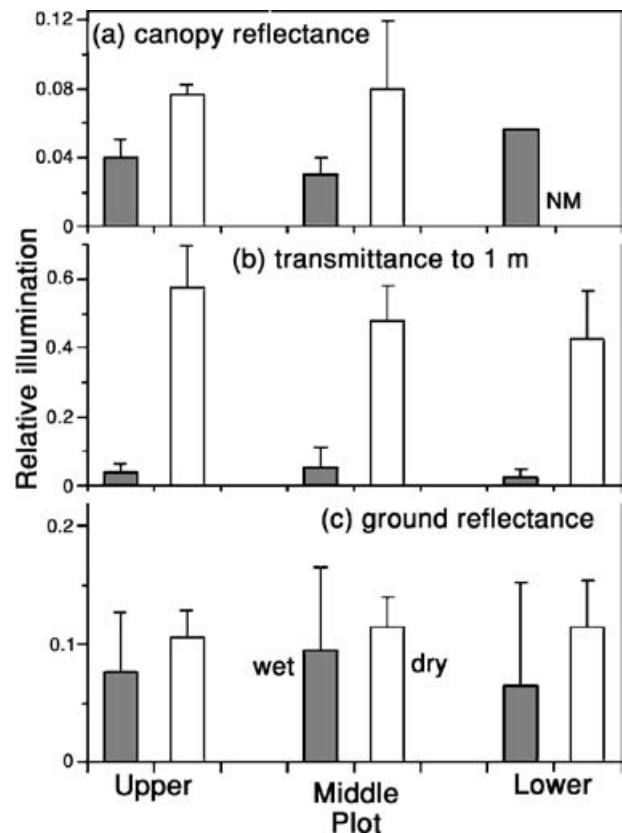 0.12
(a) canopy reflectance
0.08
0.04
NM
0
(b) transmittance to 1 m
0.6
0.4
0.2
0
Relative illumination
(c) ground reflectance
0.2
0.1
wet
dry
0
Upper
Middle
Lower
Plot